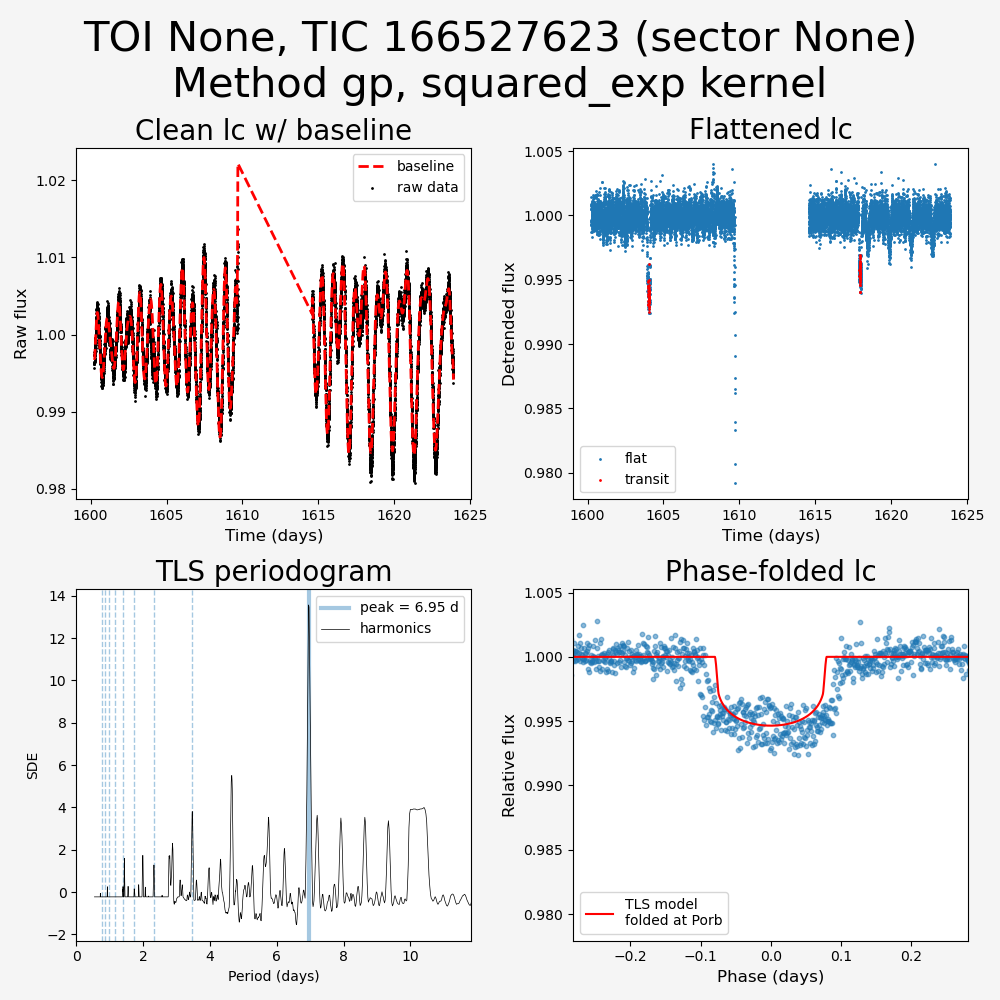 TOI None, TIC 166527623 (sector None)
Method gp, squared_exp kernel
Clean lc w/ baseline
baseline
raw data
1.02
1.01
1.00
0.99
0.98
Raw flux
1600
1605
1610
1615
1620
1625
Time (days)
Flattened lc
flat
transit
1.005
1.000
0.995
0.990
0.985
0.980
Detrended flux
1600
1605
1610
1615
1620
1625
Time (days)
TLS periodogram
peak = 6.95 d
harmonics
14
12
10
8
6
4
2
0
−2
SDE
0
2
4
6
8
10
Period (days)
Phase-folded lc
1.005
1.000
0.995
0.990
0.985
0.980
Relative flux
TLS model
folded at Porb
−0.2
−0.1
0.0
0.1
0.2
Phase (days)